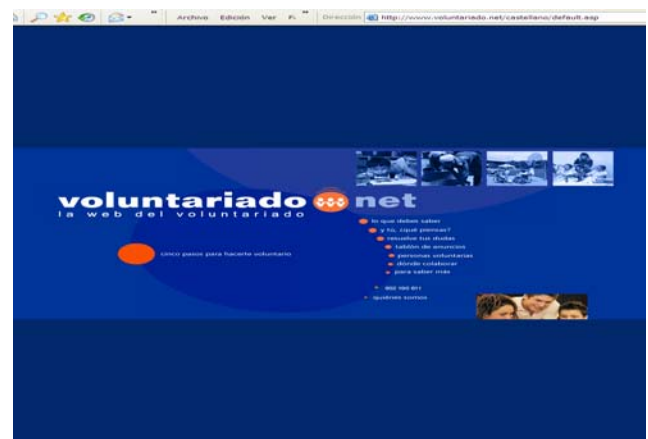 Archivo Edición Ver
Dirección http://www.voluntariado.net/castellano/default.asp
voluntariado net
la web del voluntariado
lo que debes saber
y tú, ¿qué piensas?
resuelve tus dudas
tablón de anuncios
personas voluntarias
dónde colaborar
para saber más
pasos para hacerte voluntario
quiénes somos